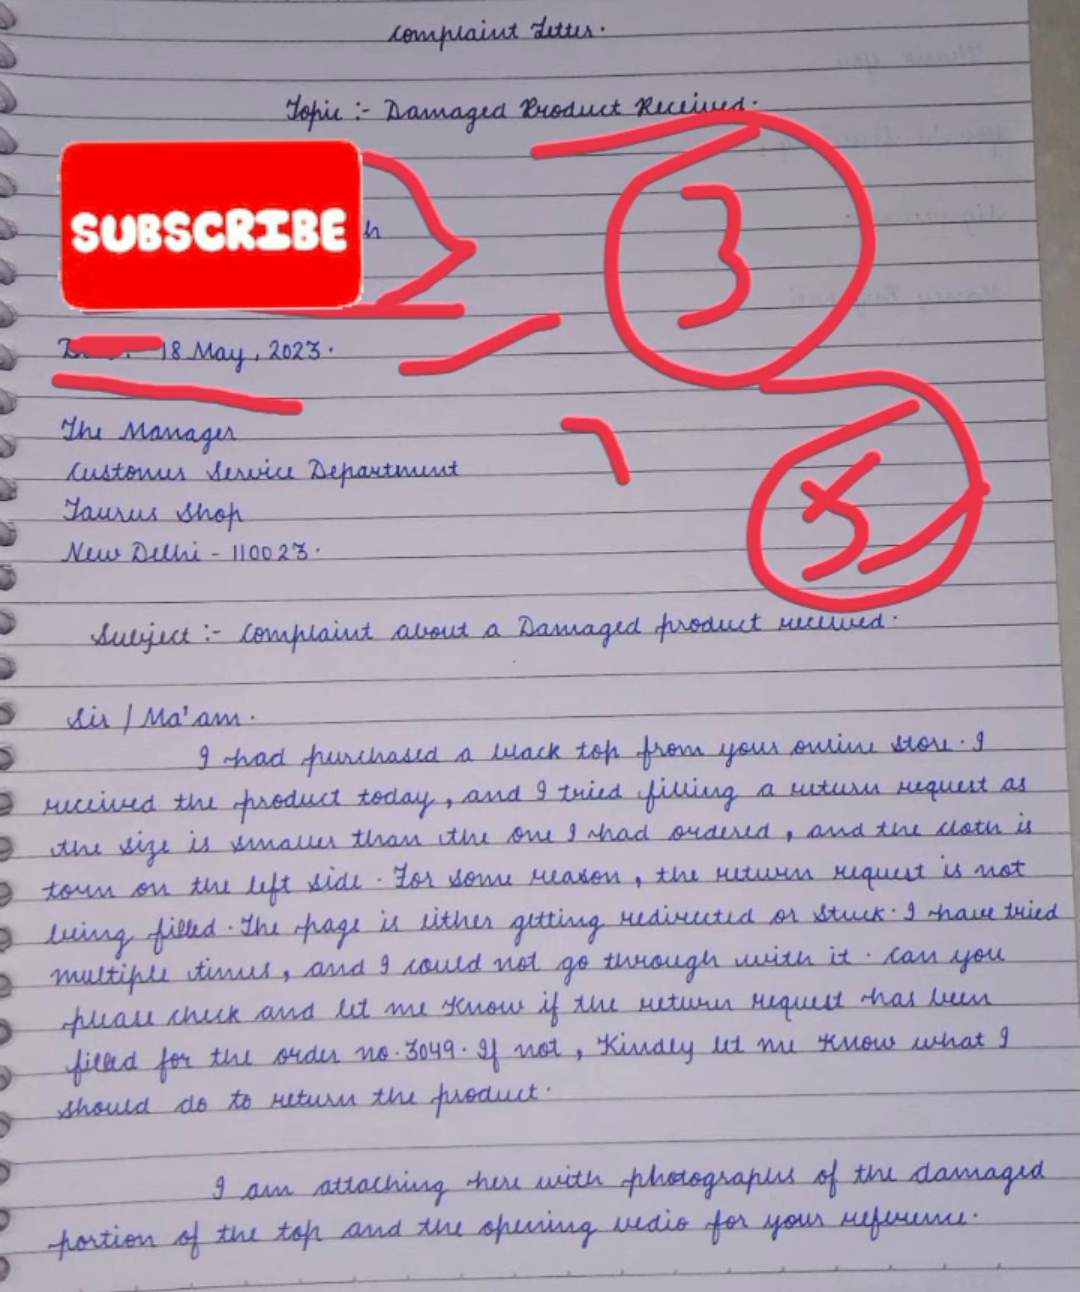 Complaint Letter.
Topic :- Damaged Product Received.
SUBSCRIBE
h
3
18 May, 2023.
The Manager
Customer Service Department
Taurus Shop
New Delhi - 110023.
5
Subject :- Complaint about a Damaged product received.
Sir / Ma'am.
I had purchased a black top from your online store. I
received the product today, and I tried filling a return request as
the size is smaller than the one I had ordered, and the cloth is
torn on the left side. For some reason, the return request is not
being filled. The page is either getting redirected or stuck. I have tried
multiple times, and I could not go through with it. Can you
please check and let me know if the return request has been
filled for the order no. 3049. If not, Kindly let me know what I
should do to return the product.
I am attaching here with photographs of the damaged
portion of the top and the opening vedio for your reference.